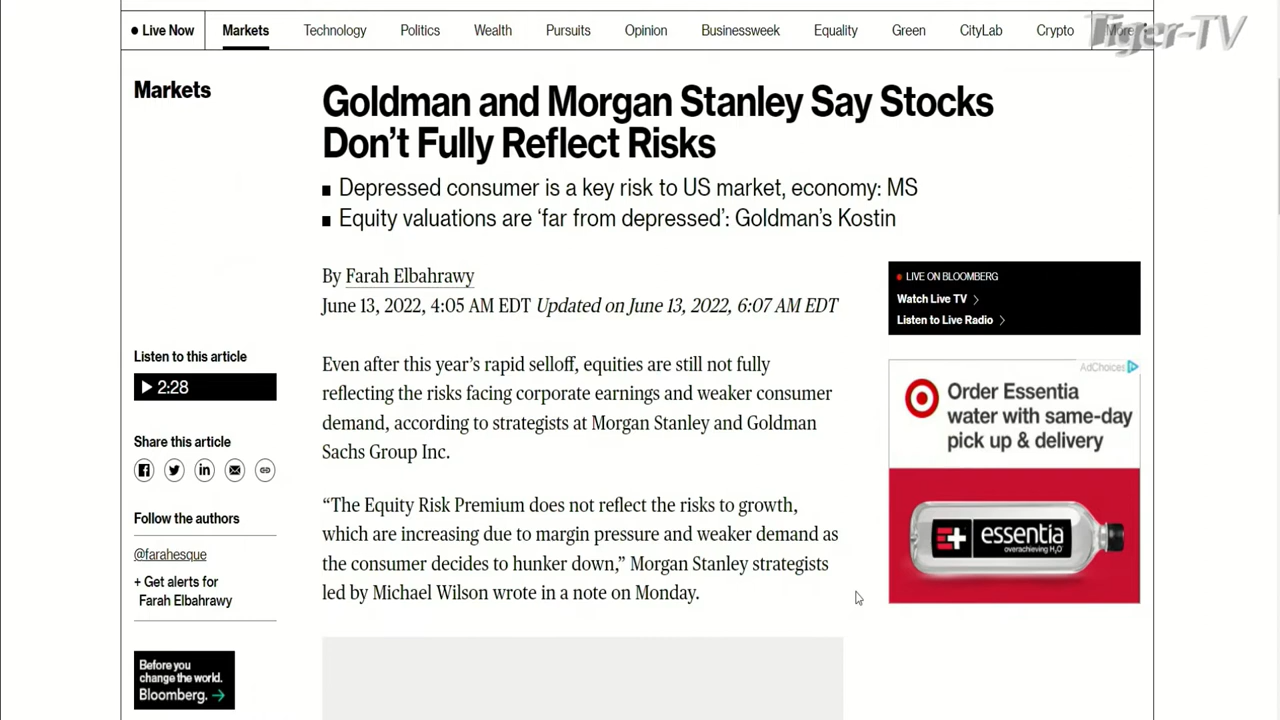 Tiger-TV
Live Now
Markets
Technology
Politics
Wealth
Pursuits
Opinion
Businessweek
Equality
Green
CityLab
Crypto
More
Markets
Goldman and Morgan Stanley Say Stocks
Don’t Fully Reflect Risks
Depressed consumer is a key risk to US market, economy: MS
Equity valuations are ‘far from depressed’: Goldman’s Kostin
By Farah Elbahrawy
June 13, 2022, 4:05 AM EDT Updated on June 13, 2022, 6:07 AM EDT
Listen to this article
2:28
Share this article
Follow the authors
@farahesque
+ Get alerts for
Farah Elbahrawy
Before you
change the world.
Bloomberg.
Even after this year’s rapid selloff, equities are still not fully
reflecting the risks facing corporate earnings and weaker consumer
demand, according to strategists at Morgan Stanley and Goldman
Sachs Group Inc.
“The Equity Risk Premium does not reflect the risks to growth,
which are increasing due to margin pressure and weaker demand as
the consumer decides to hunker down,” Morgan Stanley strategists
led by Michael Wilson wrote in a note on Monday.
LIVE ON BLOOMBERG
Watch Live TV
Listen to Live Radio
AdChoices
Order Essentia
water with same-day
pick up & delivery
essentia
overachieving H₂O